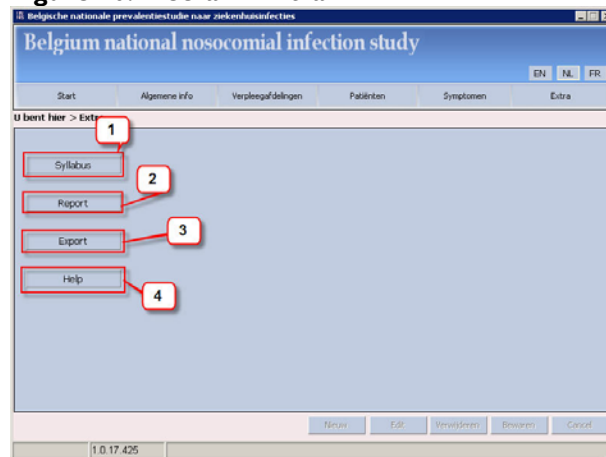 Belgische nationale prevalentiestudie naar ziekenhuisinfecties
Belgium national nosocomial infection study
EN NL FR
Start Algemene info Verpleegafdelingen Patiënten Symptomen Extra
U bent hier > Extra
1
Syllabus
2
Report
3
Export
Help
4
Nieuw Edit Verwijderen Bewaren Cancel
1.0.17.425